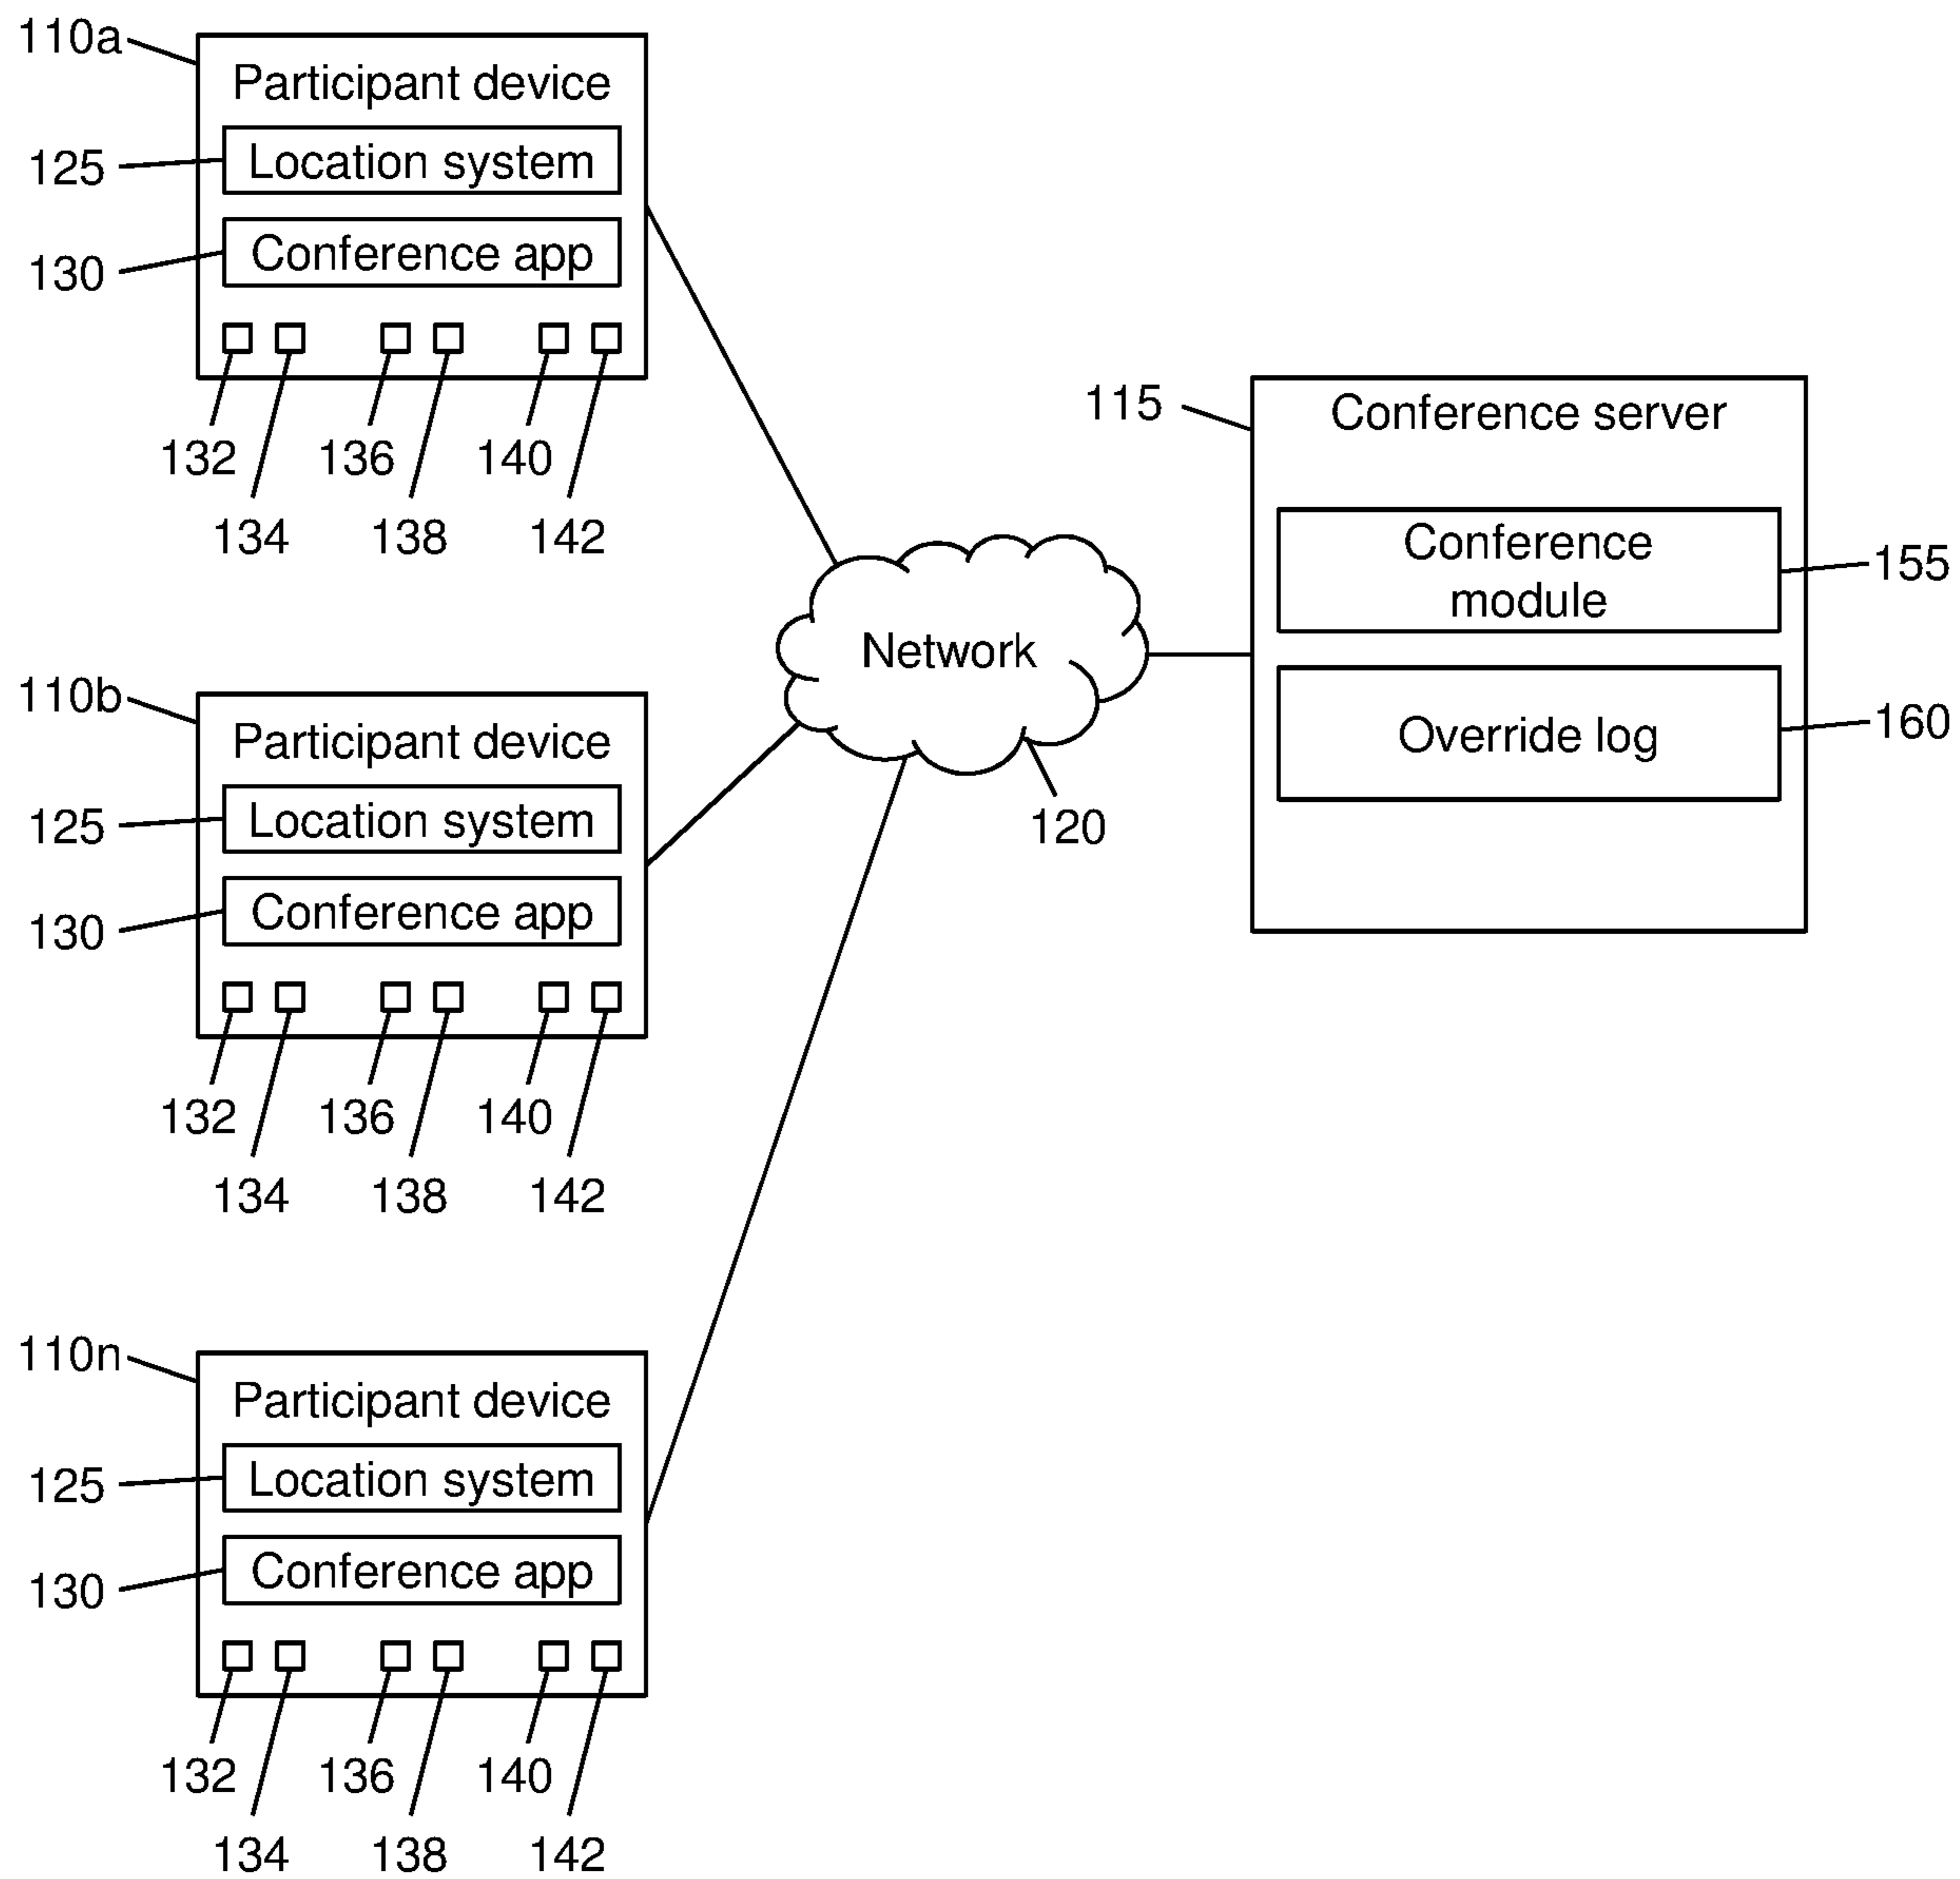 110a
Participant device
125
Location system
130
Conference app
132
136
140
134
138
142
110b
Participant device
125
Location system
130
Conference app
132
136
140
134
138
142
110n
Participant device
125
Location system
130
Conference app
132
136
140
134
138
142
Network
120
115
Conference server
Conference
module
155
Override log
160